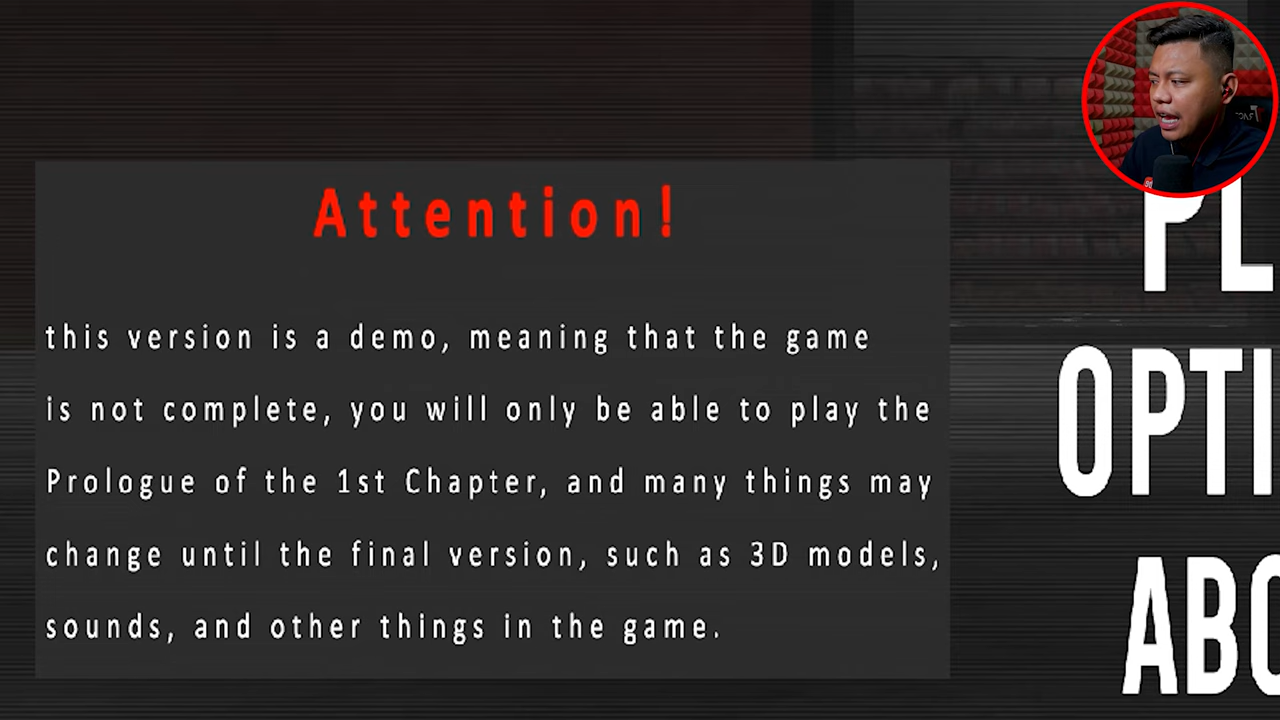 Attention!
this version is a demo, meaning that the game
is not complete, you will only be able to play the
Prologue of the 1st Chapter, and many things may
change until the final version, such as 3D models,
sounds, and other things in the game.
PL
OPTI
ABO